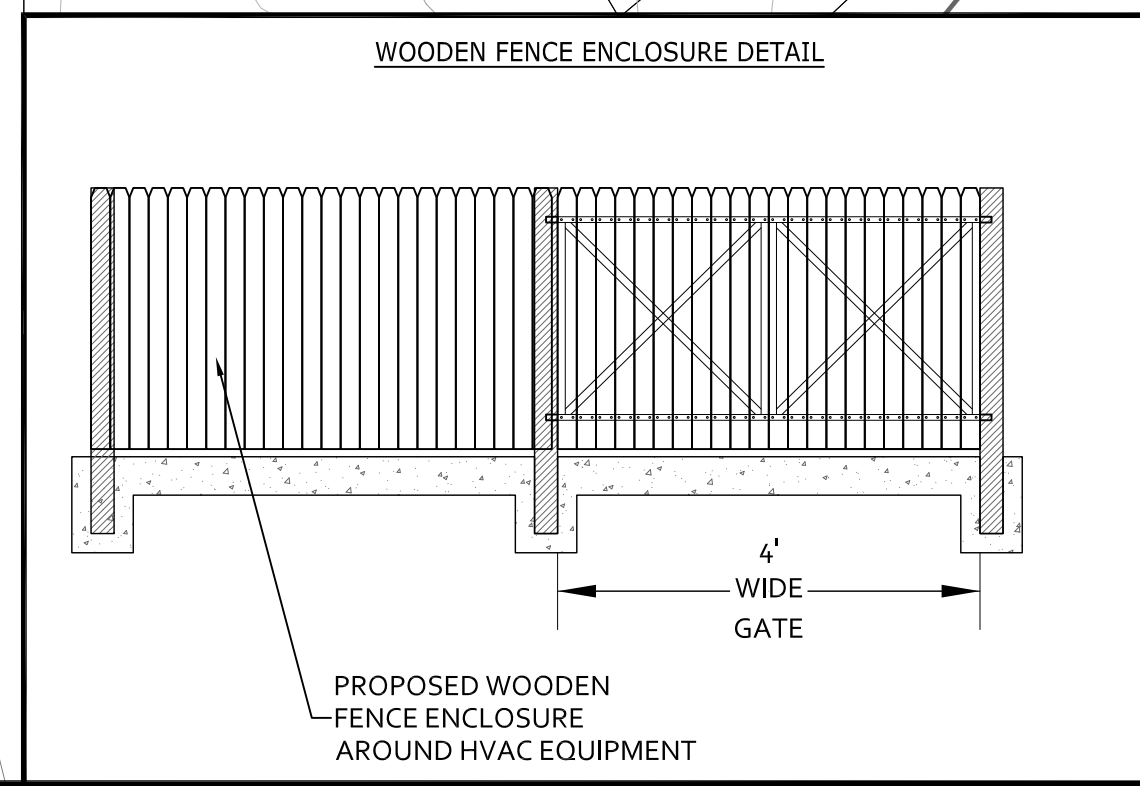 WOODEN FENCE ENCLOSURE DETAIL
4'
WIDE
GATE
PROPOSED WOODEN
FENCE ENCLOSURE
AROUND HVAC EQUIPMENT